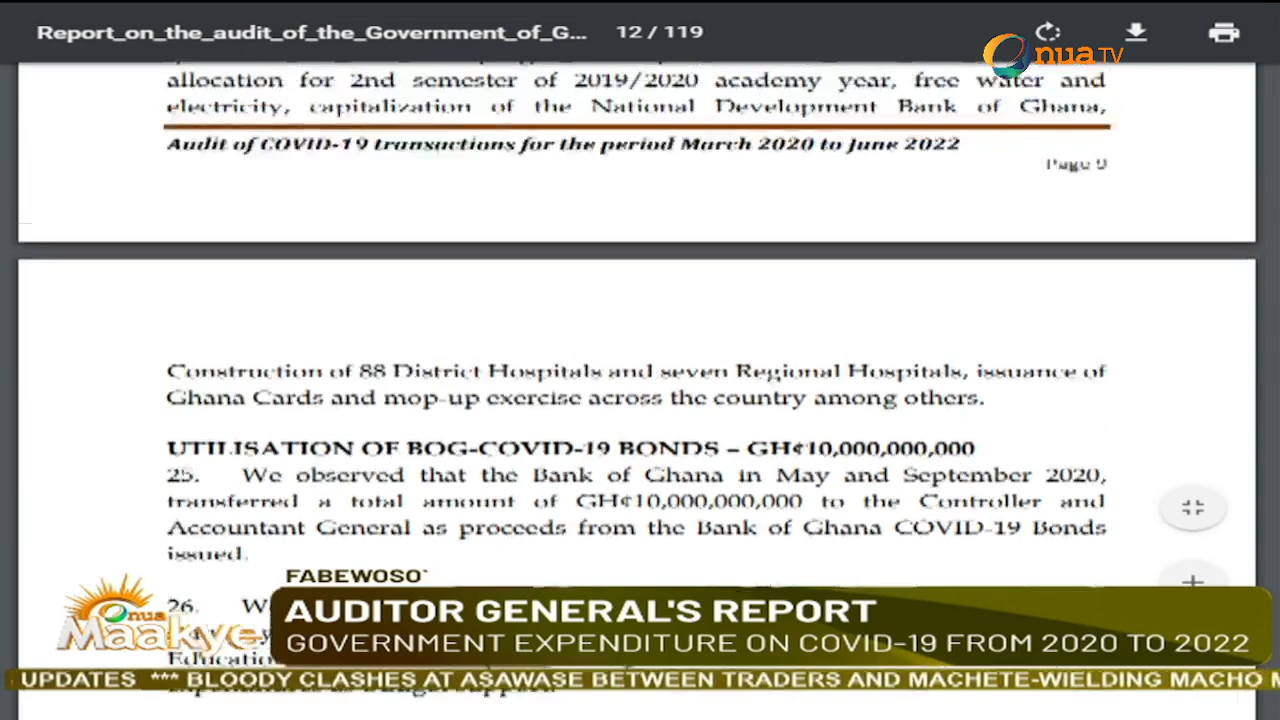 Report_on_the_audit_of_the_Government_of_G... 12 / 119
nua TV
allocation for 2nd semester of 2019/2020 academy year, free water and
electricity, capitalization of the National Development Bank of Ghana,
Audit of COVID-19 transactions for the period March 2020 to June 2022
Page 9
Construction of 88 District Hospitals and seven Regional Hospitals, issuance of
Ghana Cards and mop-up exercise across the country among others.
UTILISATION OF BOG-COVID-19 BONDS – GH¢10,000,000,000
25. We observed that the Bank of Ghana in May and September 2020,
transferred a total amount of GH¢10,000,000,000 to the Controller and
Accountant General as proceeds from the Bank of Ghana COVID-19 Bonds
issued.
FABEWOSO`
26.
nua
Maakye
AUDITOR GENERAL'S REPORT
GOVERNMENT EXPENDITURE ON COVID-19 FROM 2020 TO 2022
UPDATES *** BLOODY CLASHES AT ASAWASE BETWEEN TRADERS AND MACHETE-WIELDING MACHO